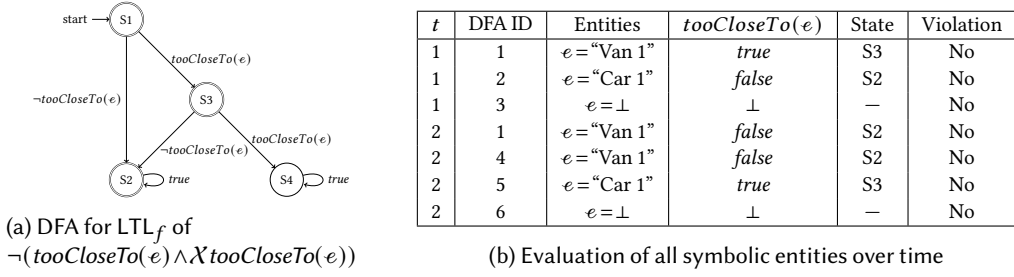 start
S1
tooCloseTo(ℯ)
¬tooCloseTo(ℯ)
S3
¬tooCloseTo(ℯ)
tooCloseTo(ℯ)
S2
true
S4
true
(a) DFA for LTL_f of
¬(tooCloseTo(ℯ)∧𝒳tooCloseTo(ℯ))
t DFA ID Entities tooCloseTo(ℯ) State Violation
1 1 ℯ=“Van 1” true S3 No
1 2 ℯ=“Car 1” false S2 No
1 3 ℯ=⊥ ⊥ – No
2 1 ℯ=“Van 1” false S2 No
2 4 ℯ=“Van 1” false S2 No
2 5 ℯ=“Car 1” true S3 No
2 6 ℯ=⊥ ⊥ – No
(b) Evaluation of all symbolic entities over time